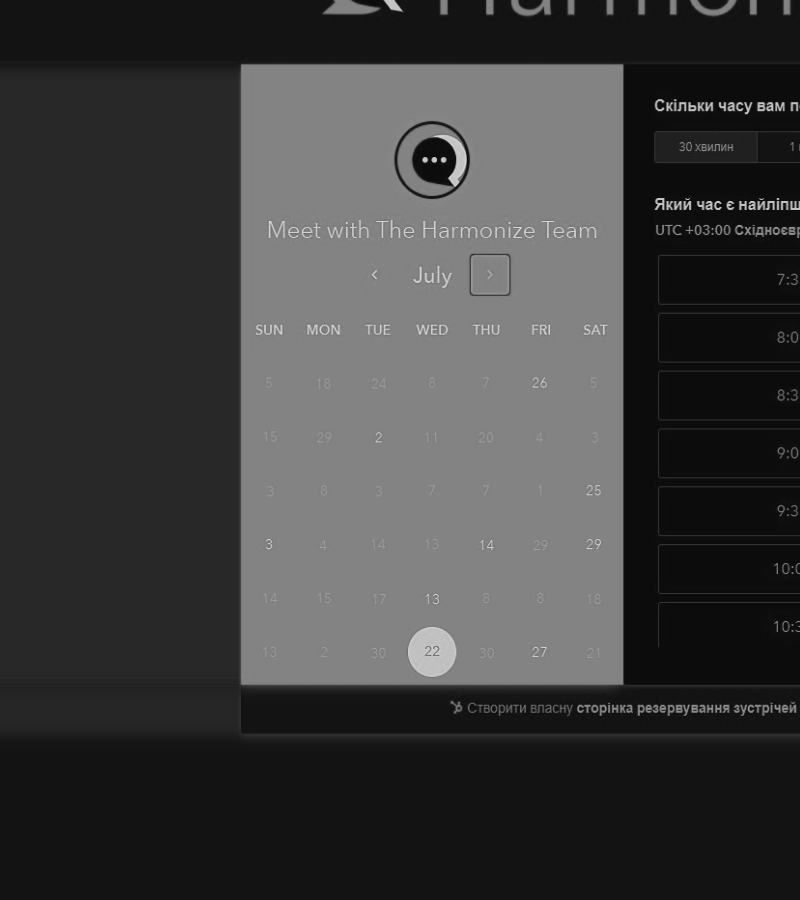 Harmon
Скільки часу вам п
30 хвилин 1
Який час є найліпш
UTC +03:00 Східноєвр
Meet with The Harmonize Team
July
SUN MON TUE WED THU FRI SAT
5 18 24 8 7 26 5
15 29 2 11 20 4 3
3 8 3 7 7 1 25
3 4 14 13 14 29 29
14 15 17 13 8 8 18
13 2 30 22 30 27 21
7:3
8:0
8:3
9:0
9:3
10:0
10:3
Створити власну сторінка резервування зустрічей